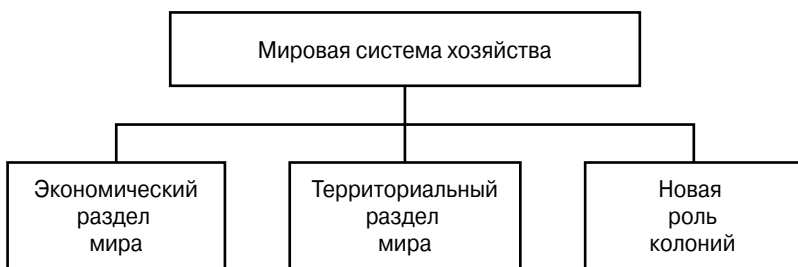 Мировая система хозяйства
Экономический
раздел
мира
Территориальный
раздел
мира
Новая
роль
колоний